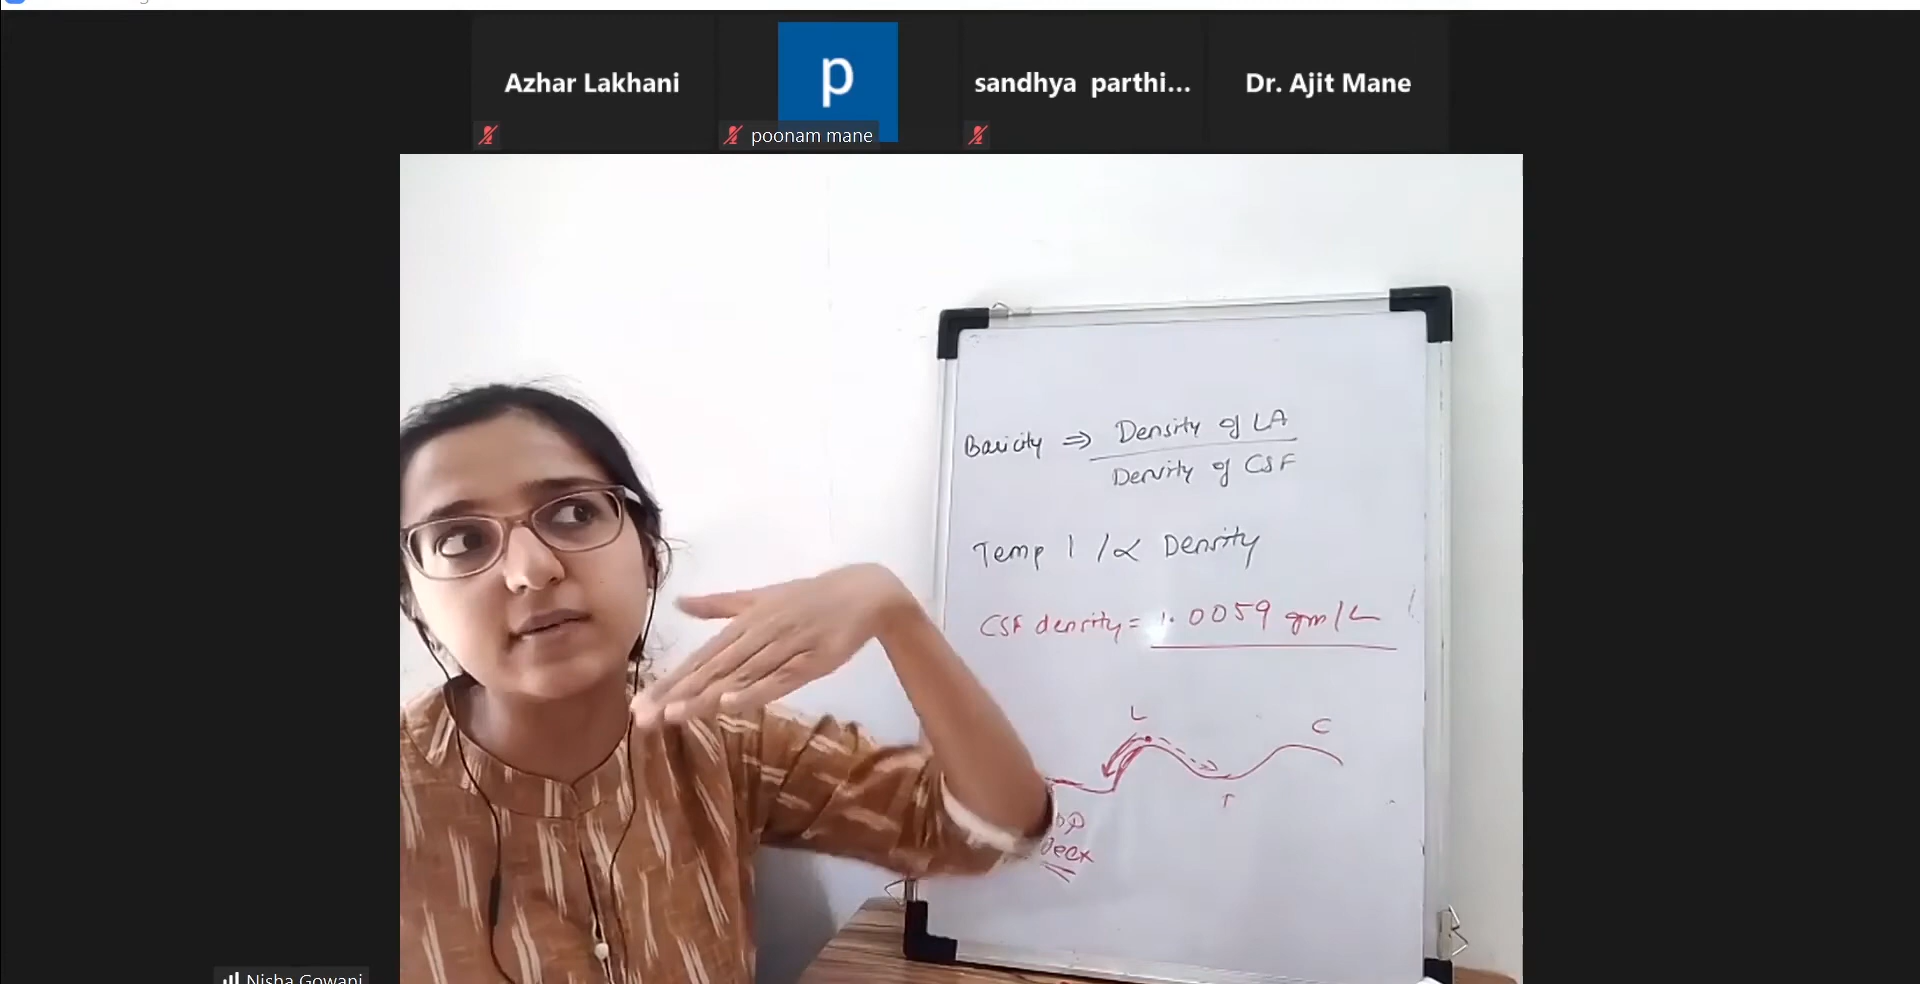 Azhar Lakhani
p
poonam mane
sandhya parthi...
Dr. Ajit Mane
Baricity ⇒ Density of LA
Density of CSF
Temp 1/∝ Density
CSF density = 1.0059 gm/L
L
C
T
Nisha Gowani